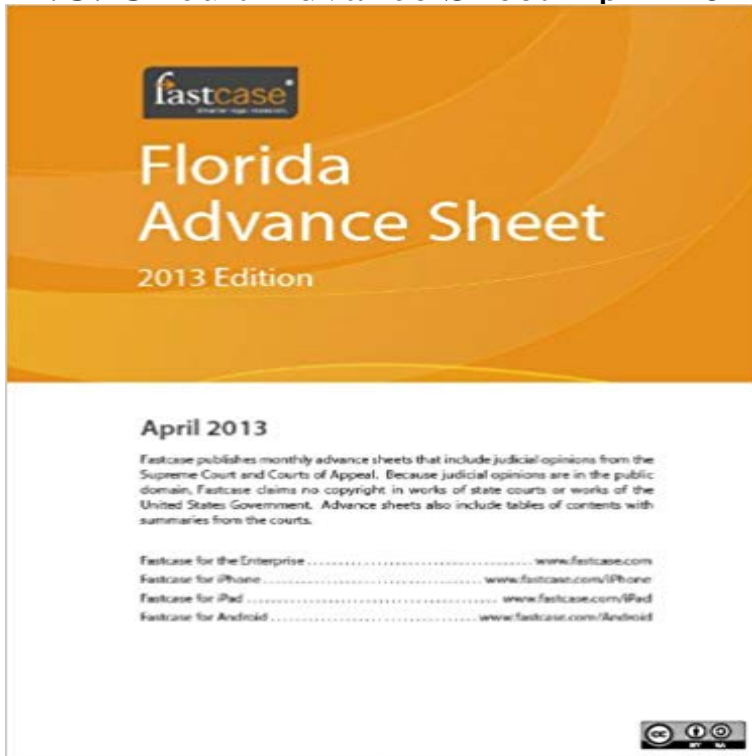 fastcase®
Florida
Advance Sheet
2013 Edition
April 2013
Fastcase publishes monthly advance sheets that include judicial opinions from the
Supreme Court and Courts of Appeal. Because judicial opinions are in the public
domain, Fastcase claims no copyright in works of state courts or works of the
United States Government. Advance sheets also include tables of contents with
summaries from the courts.
Fastcase for the Enterprise . . . . . . . . . . . . . . . . . . . . . . . . . . . . . . . . . . . . . www.fastcase.com
Fastcase for iPhone . . . . . . . . . . . . . . . . . . . . . . . . . . . . . . . . . . . . . www.fastcase.com/iPhone
Fastcase for iPad . . . . . . . . . . . . . . . . . . . . . . . . . . . . . . . . . . . . . . . . . www.fastcase.com/iPad
Fastcase for Android . . . . . . . . . . . . . . . . . . . . . . . . . . . . . . . . . . . www.fastcase.com/Android
cc
BY NA